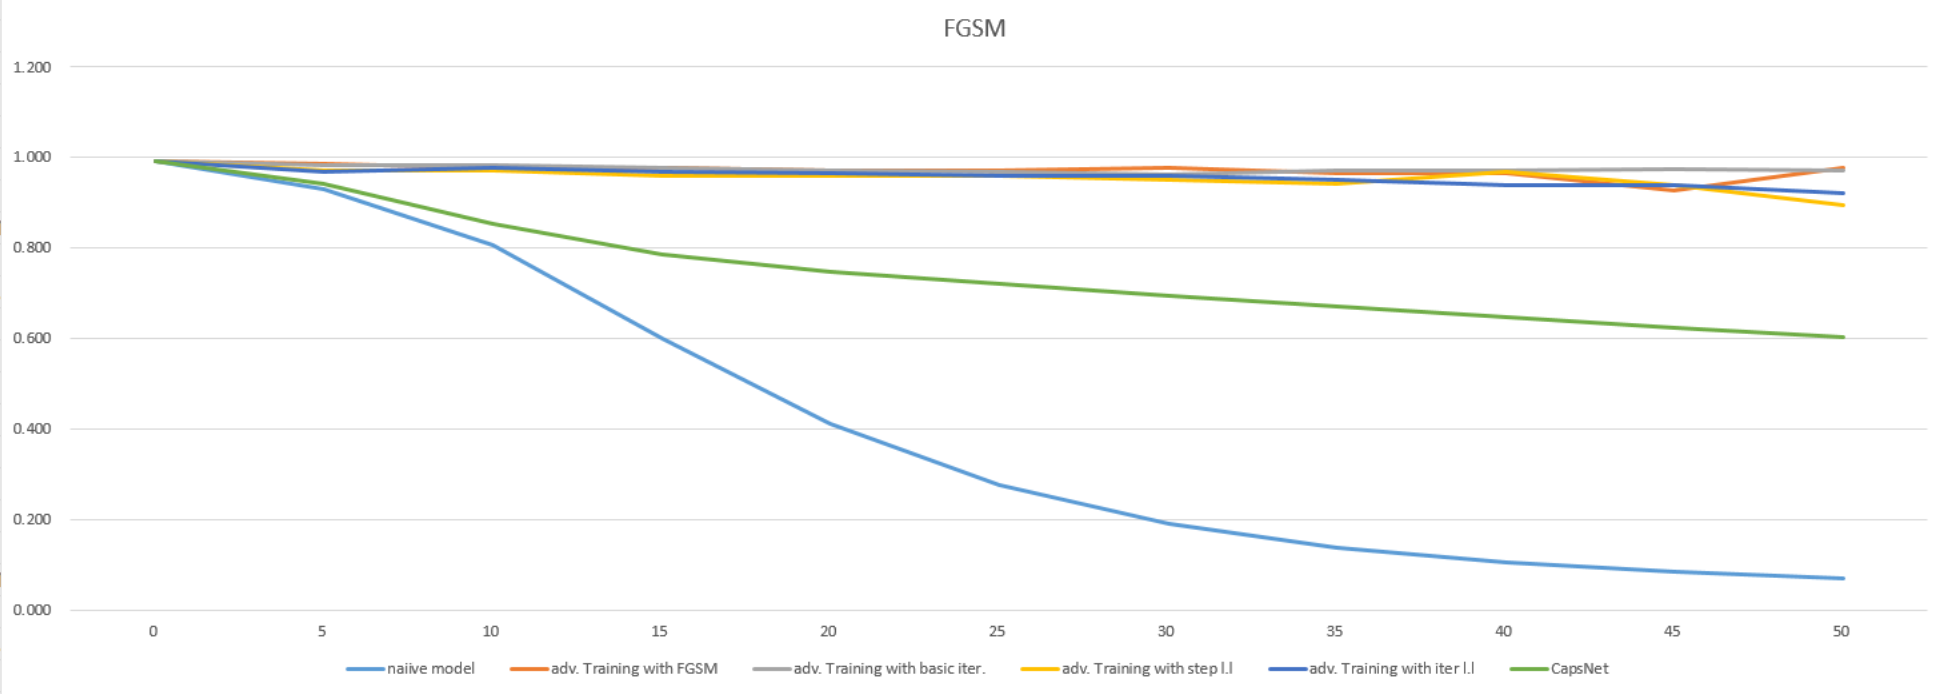 FGSM
1.200
1.000
0.800
0.600
0.400
0.200
0.000
0 5 10 15 20 25 30 35 40 45 50
naiive model adv. Training with FGSM adv. Training with basic iter. adv. Training with step l.l adv. Training with iter l.l CapsNet